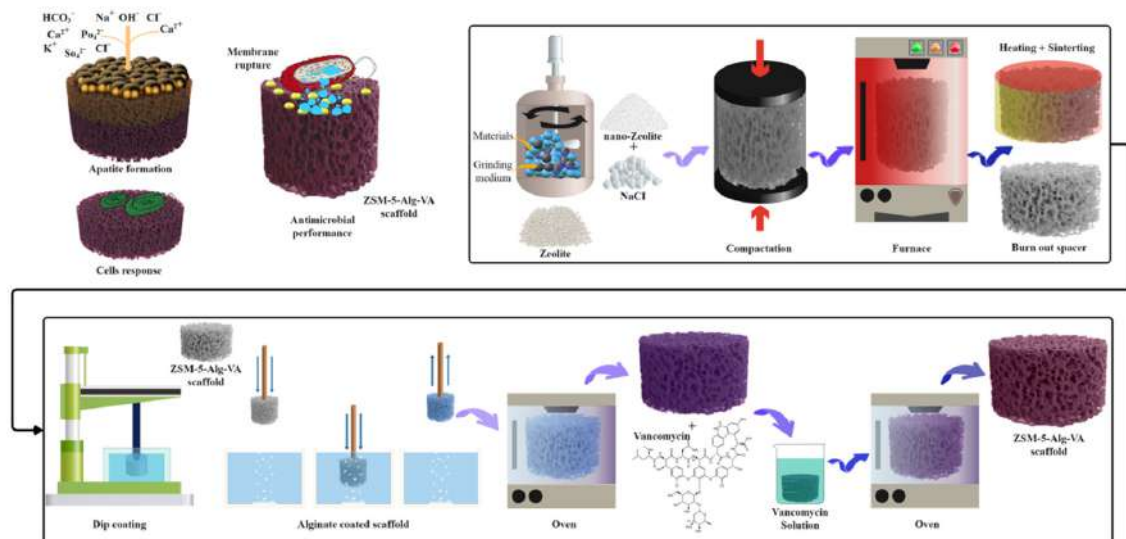 HCO₃⁻ Na⁺ OH⁻ Cl⁻
Ca²⁺ Po₄²⁻ Ca²⁺
K⁺ So₄²⁻ Cl⁻
Apatite formation
Cells response
Membrane
rupture
ZSM-5-Alg-VA
scaffold
Antimicrobial
performance
Materials
Grinding
medium
nano-Zeolite
+
NaCl
Zeolite
Compactation
Furnace
Heating + Sinterting
Burn out spacer
ZSM-5-Alg-VA
scaffold
Dip coating
Alginate coated scaffold
Oven
+
Vancomycin
Vancomycin
Solution
Oven
ZSM-5-Alg-VA
scaffold